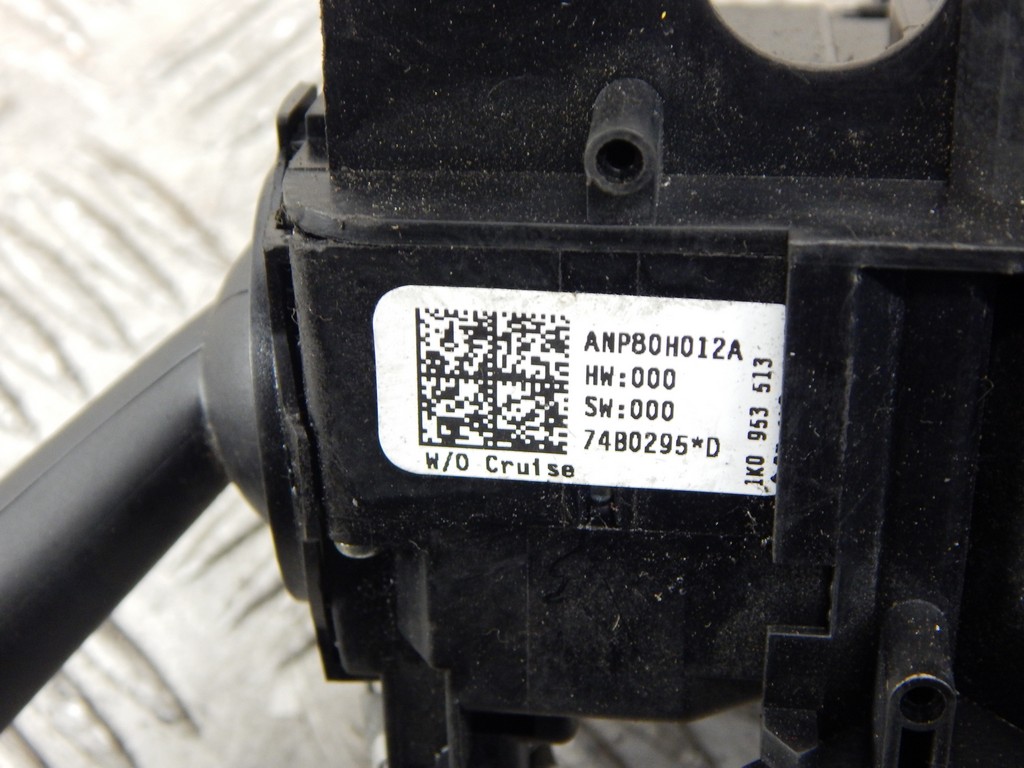 ANP80H012A
HW:000
SW:000
74B0295*D
W/O Cruise
1K0 953 513